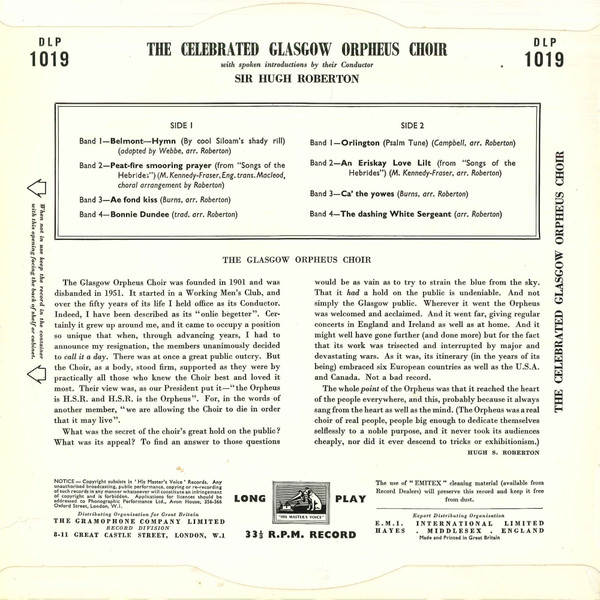 DLP
1019
THE CELEBRATED GLASGOW ORPHEUS CHOIR
with spoken introductions by their Conductor
SIR HUGH ROBERTON
DLP
1019
SIDE 1
Band 1—Belmont—Hymn (By cool Siloam's shady rill)
(adapted by Webbe, arr. Roberton)
Band 2—Peat-fire smooring prayer (from "Songs of the
Hebrides") (M. Kennedy-Fraser, Eng. trans. Macleod,
choral arrangement by Roberton)
Band 3—Ae fond kiss (Burns, arr. Roberton)
Band 4—Bonnie Dundee (trad. arr. Roberton)
SIDE 2
Band 1—Orlington (Psalm Tune) (Campbell, arr. Roberton)
Band 2—An Eriskay Love Lilt (from "Songs of the
Hebrides") (M. Kennedy-Fraser, arr. Roberton)
Band 3—Ca' the yowes (Burns, arr. Roberton)
Band 4—The dashing White Sergeant (arr. Roberton)
When not in use keep the record in the container
with this opening facing the back of shelf or cabinet.
THE GLASGOW ORPHEUS CHOIR
The Glasgow Orpheus Choir was founded in 1901 and was
disbanded in 1951. It started in a Working Men's Club, and
over the fifty years of its life I held office as its Conductor.
Indeed, I have been described as its "onlie begetter". Cer-
tainly it grew up around me, and it came to occupy a position
so unique that when, through advancing years, I had to
announce my resignation, the members unanimously decided
to call it a day. There was at once a great public outcry. But
the Choir, as a body, stood firm, supported as they were by
practically all those who knew the Choir best and loved it
most. Their view was, as our President put it—"the Orpheus
is H.S.R. and H.S.R. is the Orpheus". For, in the words of
another member, "we are allowing the Choir to die in order
that it may live".
What was the secret of the choir's great hold on the public?
What was its appeal? To find an answer to those questions
would be as vain as to try to strain the blue from the sky.
That it had a hold on the public is undeniable. And not
simply the Glasgow public. Wherever it went the Orpheus
was welcomed and acclaimed. And it went far, giving regular
concerts in England and Ireland as well as at home. And it
might well have gone further (and done more) but for the fact
that its work was trisected and interrupted by major and
devastating wars. As it was, its itinerary (in the years of its
being) embraced six European countries as well as the U.S.A.
and Canada. Not a bad record.
The whole point of the Orpheus was that it reached the heart
of the people everywhere, and this, probably because it always
sang from the heart as well as the mind. (The Orpheus was a real
choir of real people, people big enough to dedicate themselves
selflessly to a noble purpose, and it never took its audiences
cheaply, nor did it ever descend to tricks or exhibitionism.)
HUGH S. ROBERTON
THE CELEBRATED GLASGOW ORPHEUS CHOIR
NOTICE—Copyright subsists in 'His Master's Voice' Records. Any
unauthorised broadcasting, public performance, copying or re-recording
of such records in any manner whatsoever will constitute an infringement
of copyright and is forbidden. Applications for licences should be
addressed to Phonographic Performance Ltd., Avon House, 356-366
Oxford Street, London, W.1.
Distributing Organisation for Great Britain
THE GRAMOPHONE COMPANY LIMITED
RECORD DIVISION
8-11 GREAT CASTLE STREET, LONDON, W.1
LONG PLAY
"HIS MASTER'S VOICE"
33⅓ R.P.M. RECORD
The use of "EMITEX" cleaning material (available from
Record Dealers) will preserve this record and keep it free
from dust.
Export Distributing Organisation
E.M.I. INTERNATIONAL LIMITED
HAYES . MIDDLESEX . ENGLAND
Made and Printed in Great Britain